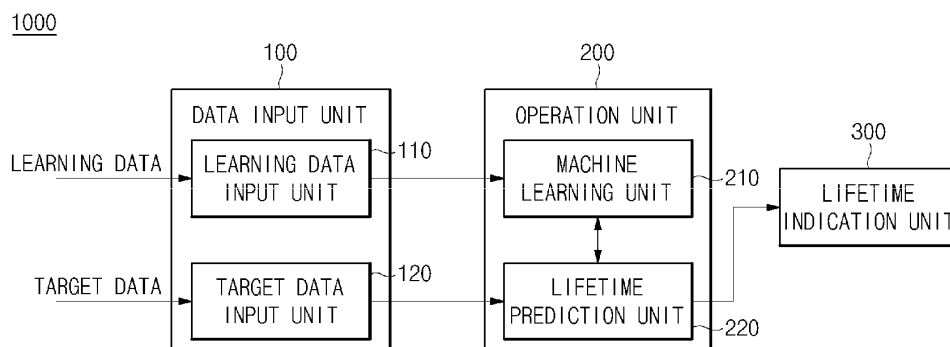 1000
100
200
DATA INPUT UNIT
OPERATION UNIT
300
LEARNING DATA
LEARNING DATA
INPUT UNIT
110
MACHINE
LEARNING UNIT
210
LIFETIME
INDICATION UNIT
TARGET DATA
TARGET DATA
INPUT UNIT
120
LIFETIME
PREDICTION UNIT
220